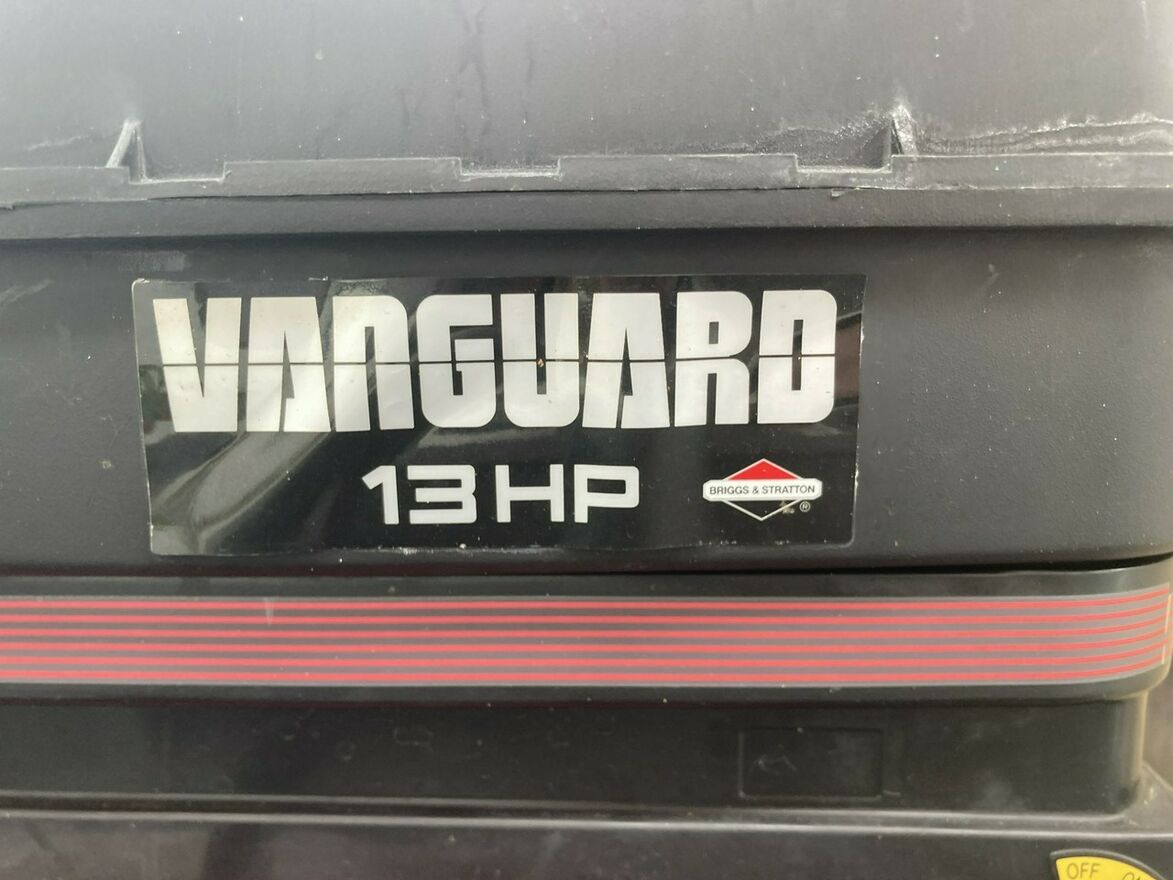 VANGUARD
13 HP
BRIGGS & STRATTON
®
OFF